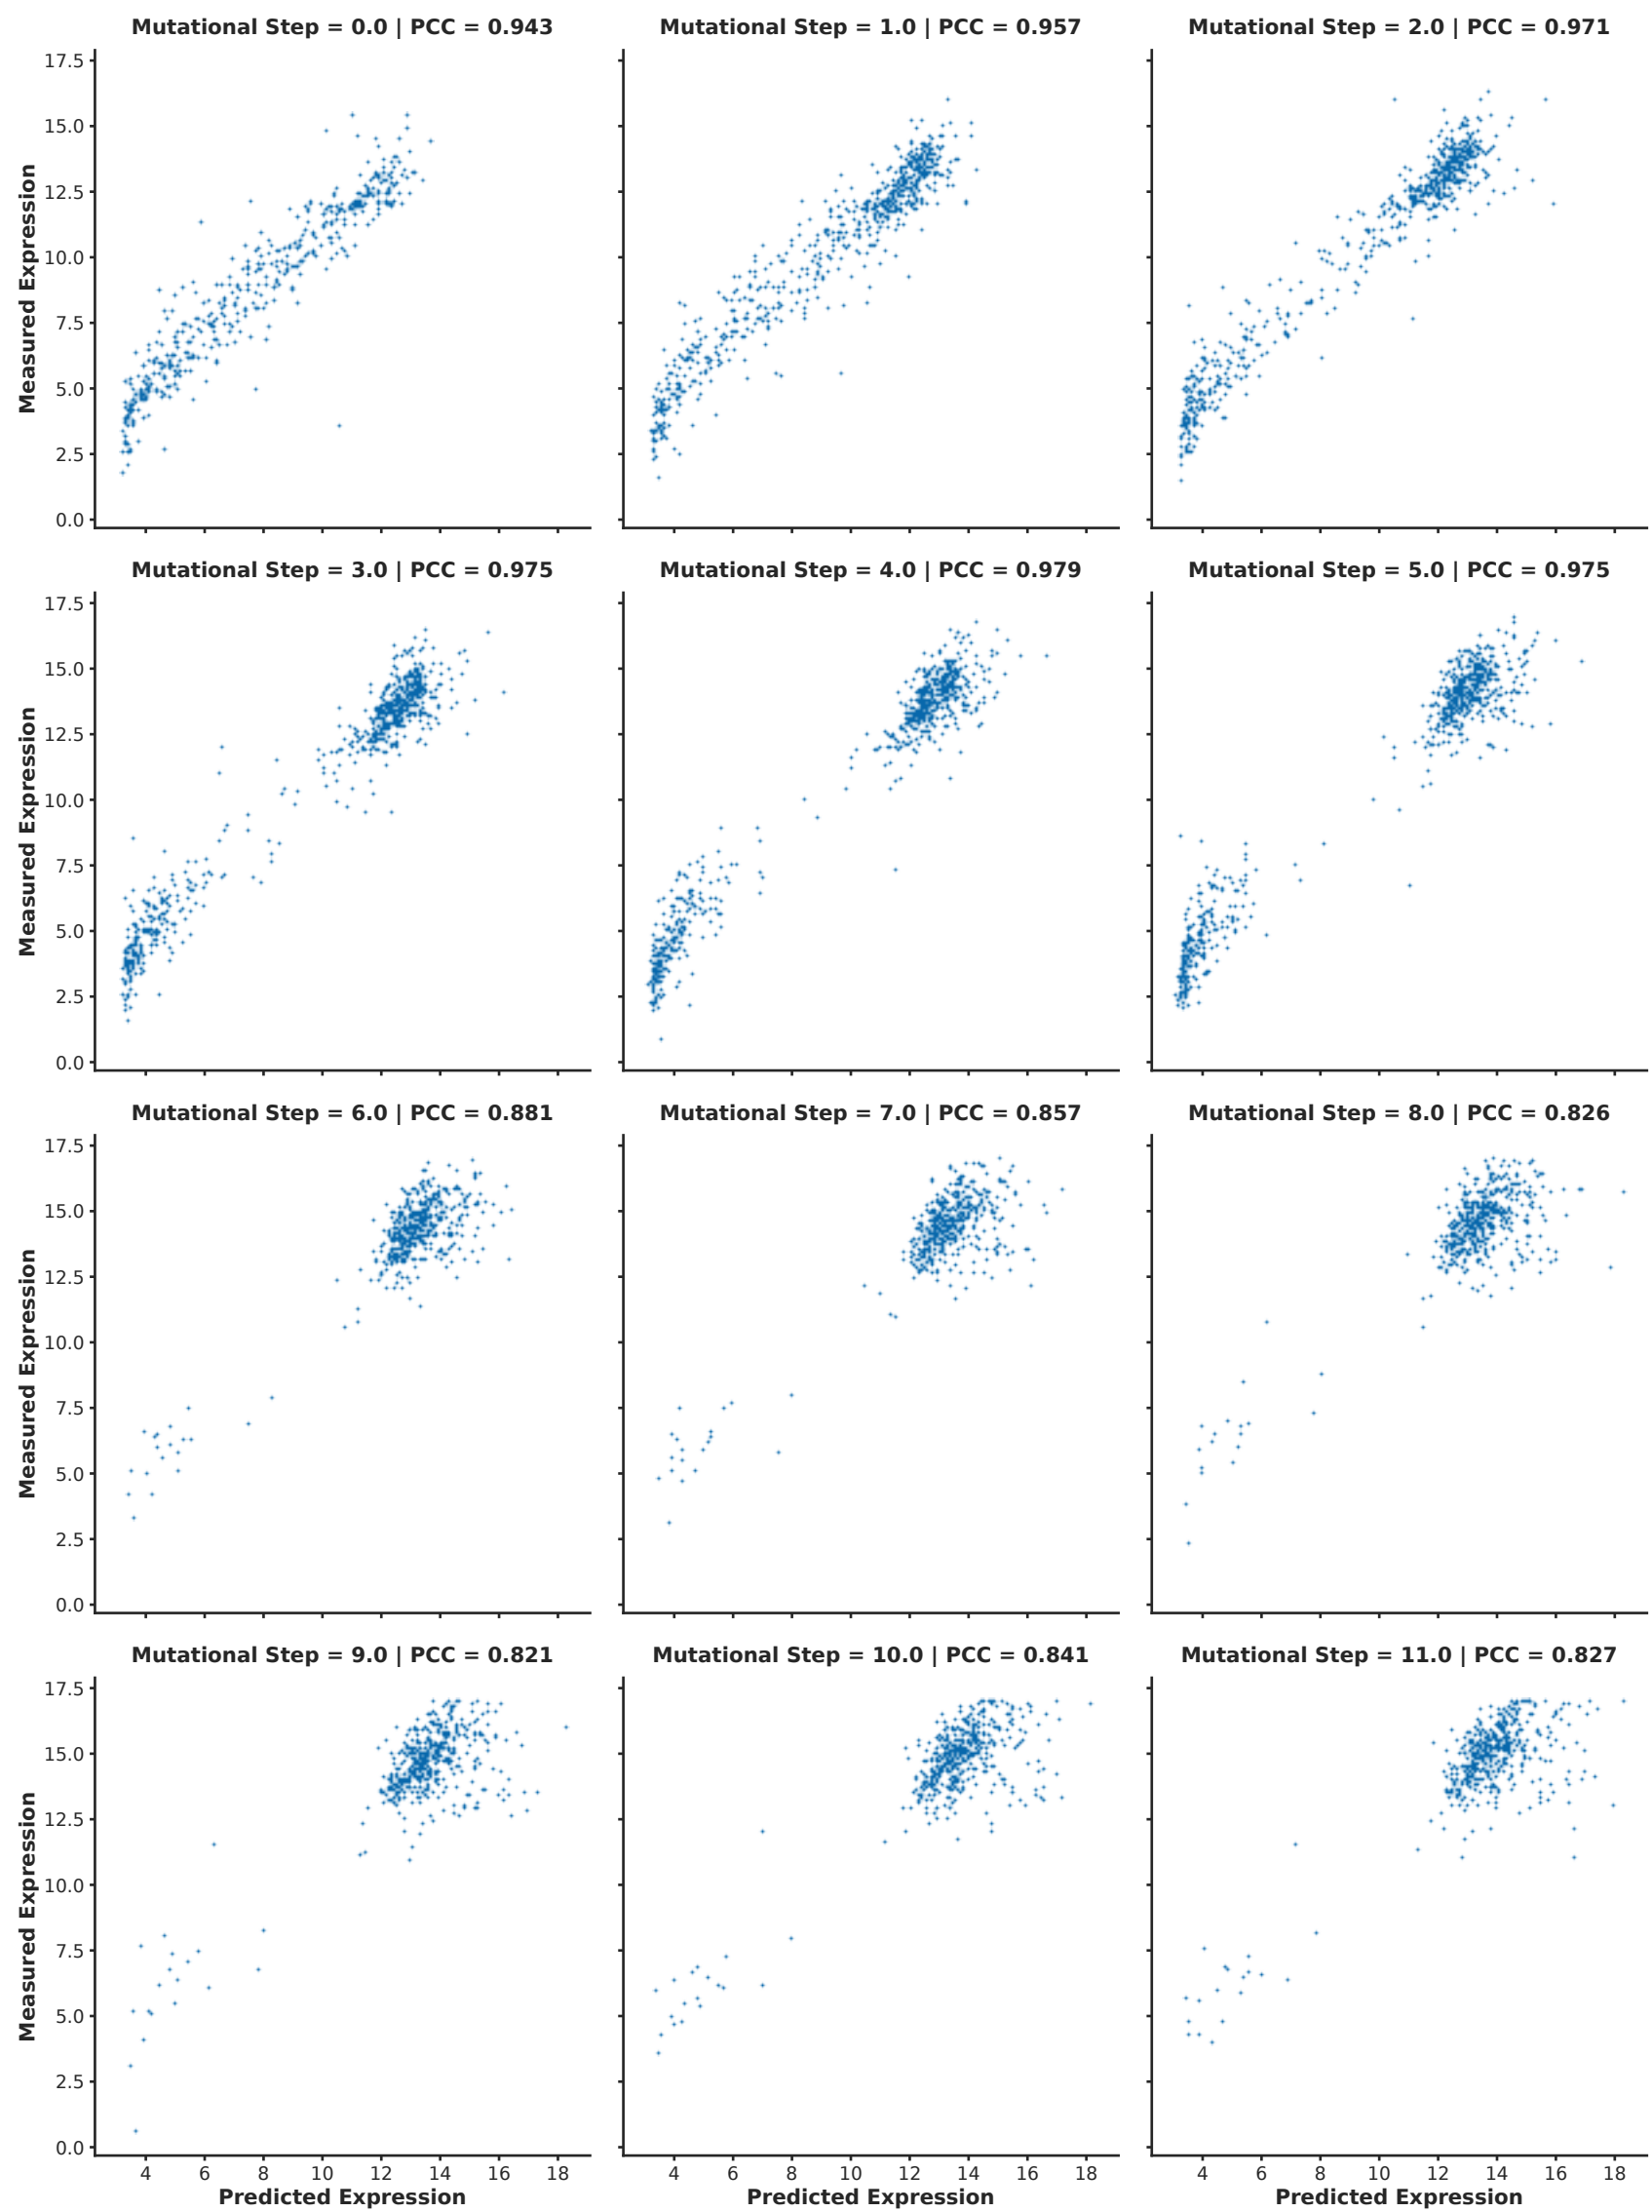 Mutational Step = 0.0 | PCC = 0.943
Mutational Step = 1.0 | PCC = 0.957
Mutational Step = 2.0 | PCC = 0.971
17.5
15.0
12.5
10.0
7.5
5.0
2.5
0.0
Measured Expression
Mutational Step = 3.0 | PCC = 0.975
Mutational Step = 4.0 | PCC = 0.979
Mutational Step = 5.0 | PCC = 0.975
17.5
15.0
12.5
10.0
7.5
5.0
2.5
0.0
Measured Expression
Mutational Step = 6.0 | PCC = 0.881
Mutational Step = 7.0 | PCC = 0.857
Mutational Step = 8.0 | PCC = 0.826
17.5
15.0
12.5
10.0
7.5
5.0
2.5
0.0
Measured Expression
Mutational Step = 9.0 | PCC = 0.821
Mutational Step = 10.0 | PCC = 0.841
Mutational Step = 11.0 | PCC = 0.827
17.5
15.0
12.5
10.0
7.5
5.0
2.5
0.0
Measured Expression
4 6 8 10 12 14 16 18
4 6 8 10 12 14 16 18
4 6 8 10 12 14 16 18
Predicted Expression
Predicted Expression
Predicted Expression